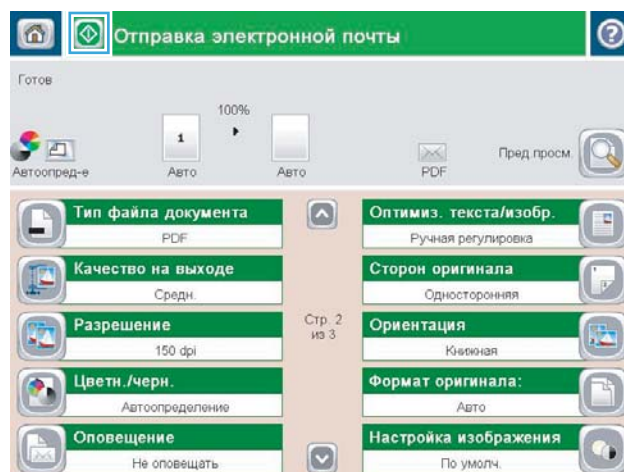 Отправка электронной почты
?
Готов
100%
1
Автоопред-е
Авто
Авто
PDF
Пред.просм.
Тип файла документа
PDF
Качество на выходе
Средн.
Разрешение
150 dpi
Цветн./черн.
Автоопределение
Оповещение
Не оповещать
Стр. 2
из 3
Оптимиз. текста/изобр.
Ручная регулировка
Сторон оригинала
Односторонняя
Ориентация
Книжная
Формат оригинала:
Авто
Настройка изображения
По умолч.